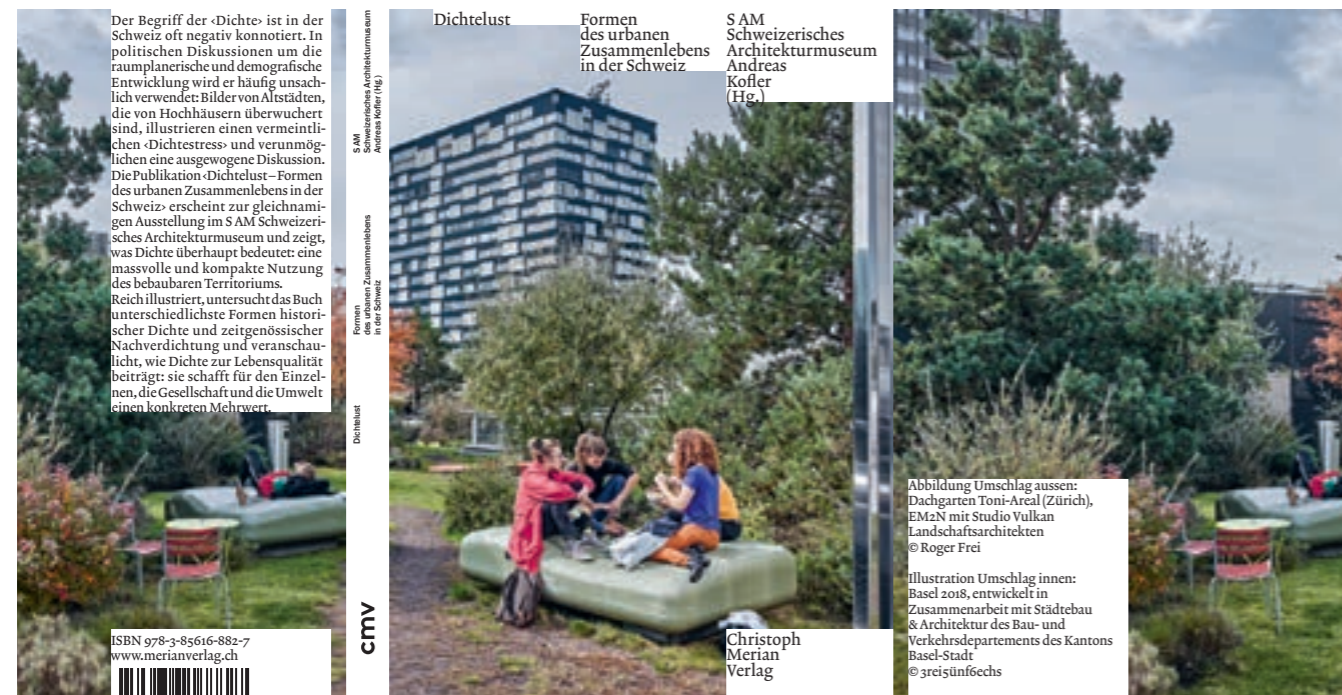 Der Begriff der ‹Dichte› ist in der
Schweiz oft negativ konnotiert. In
politischen Diskussionen um die
raumplanerische und demografische
Entwicklung wird er häufig unsach-
lich verwendet: Bilder von Altstädten,
die von Hochhäusern überwuchert
sind, illustrieren einen vermeintli-
chen ‹Dichtestress› und verunmög-
lichen eine ausgewogene Diskussion.
Die Publikation ‹Dichtelust – Formen
des urbanen Zusammenlebens in der
Schweiz› erscheint zur gleichnami-
gen Ausstellung im S AM Schweizeri-
sches Architekturmuseum und zeigt,
was Dichte überhaupt bedeutet: eine
massvolle und kompakte Nutzung
des bebaubaren Territoriums.
Reich illustriert, untersucht das Buch
unterschiedlichste Formen histori-
scher Dichte und zeitgenössischer
Nachverdichtung und veranschau-
licht, wie Dichte zur Lebensqualität
beiträgt: sie schafft für den Einzel-
nen, die Gesellschaft und die Umwelt
einen konkreten Mehrwert.
ISBN 978-3-85616-882-7
www.merianverlag.ch
S AM
Schweizerisches Architekturmuseum
Andreas Kofler (Hg.)
Formen
des urbanen Zusammenlebens
in der Schweiz
Dichtelust
cmv
Dichtelust
Formen
des urbanen
Zusammenlebens
in der Schweiz
S AM
Schweizerisches
Architekturmuseum
Andreas
Kofler
(Hg.)
Christoph
Merian
Verlag
Abbildung Umschlag aussen:
Dachgarten Toni-Areal (Zürich),
EM2N mit Studio Vulkan
Landschaftsarchitekten
© Roger Frei
Illustration Umschlag innen:
Basel 2018, entwickelt in
Zusammenarbeit mit Städtebau
& Architektur des Bau- und
Verkehrsdepartements des Kantons
Basel-Stadt
© 3rei5ünf6echs